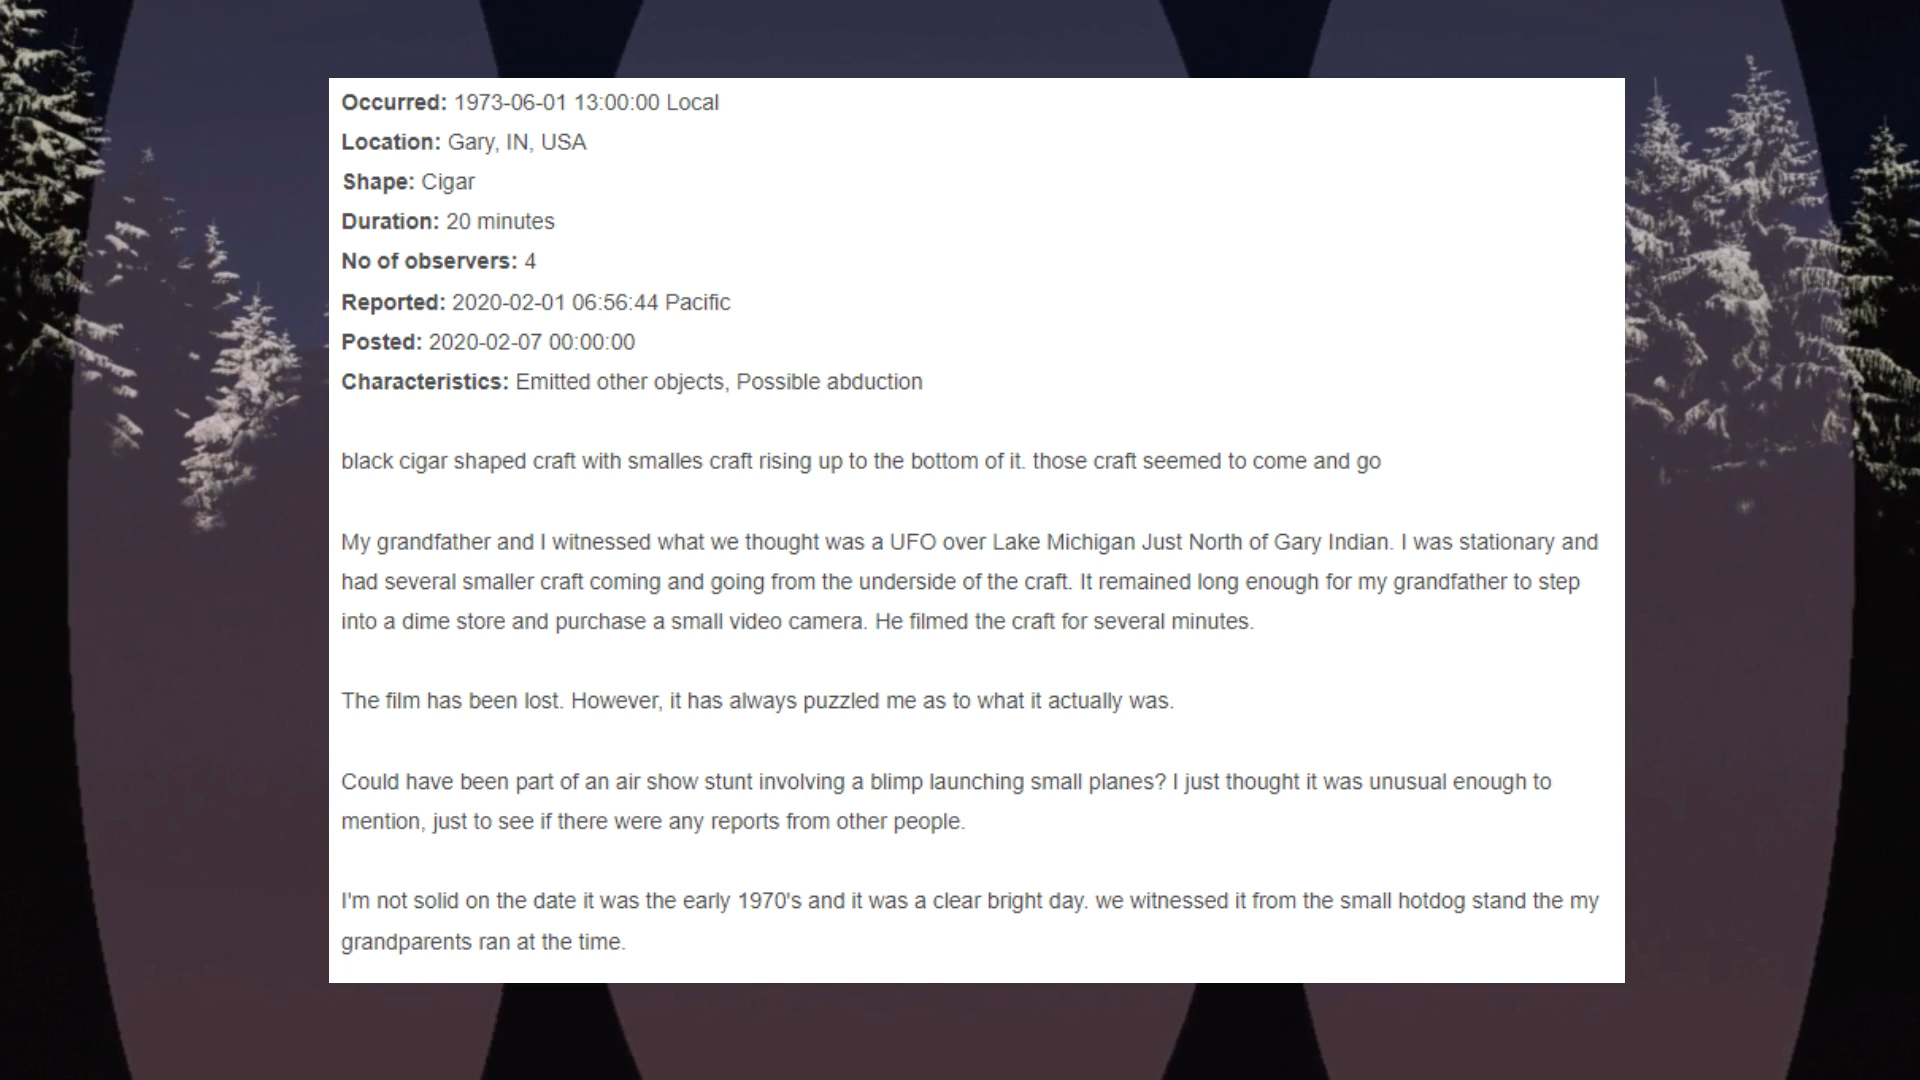 Occurred: 1973-06-01 13:00:00 Local
Location: Gary, IN, USA
Shape: Cigar
Duration: 20 minutes
No of observers: 4
Reported: 2020-02-01 06:56:44 Pacific
Posted: 2020-02-07 00:00:00
Characteristics: Emitted other objects, Possible abduction
black cigar shaped craft with smalles craft rising up to the bottom of it. those craft seemed to come and go
My grandfather and I witnessed what we thought was a UFO over Lake Michigan Just North of Gary Indian. I was stationary and
had several smaller craft coming and going from the underside of the craft. It remained long enough for my grandfather to step
into a dime store and purchase a small video camera. He filmed the craft for several minutes.
The film has been lost. However, it has always puzzled me as to what it actually was.
Could have been part of an air show stunt involving a blimp launching small planes? I just thought it was unusual enough to
mention, just to see if there were any reports from other people.
I'm not solid on the date it was the early 1970's and it was a clear bright day. we witnessed it from the small hotdog stand the my
grandparents ran at the time.